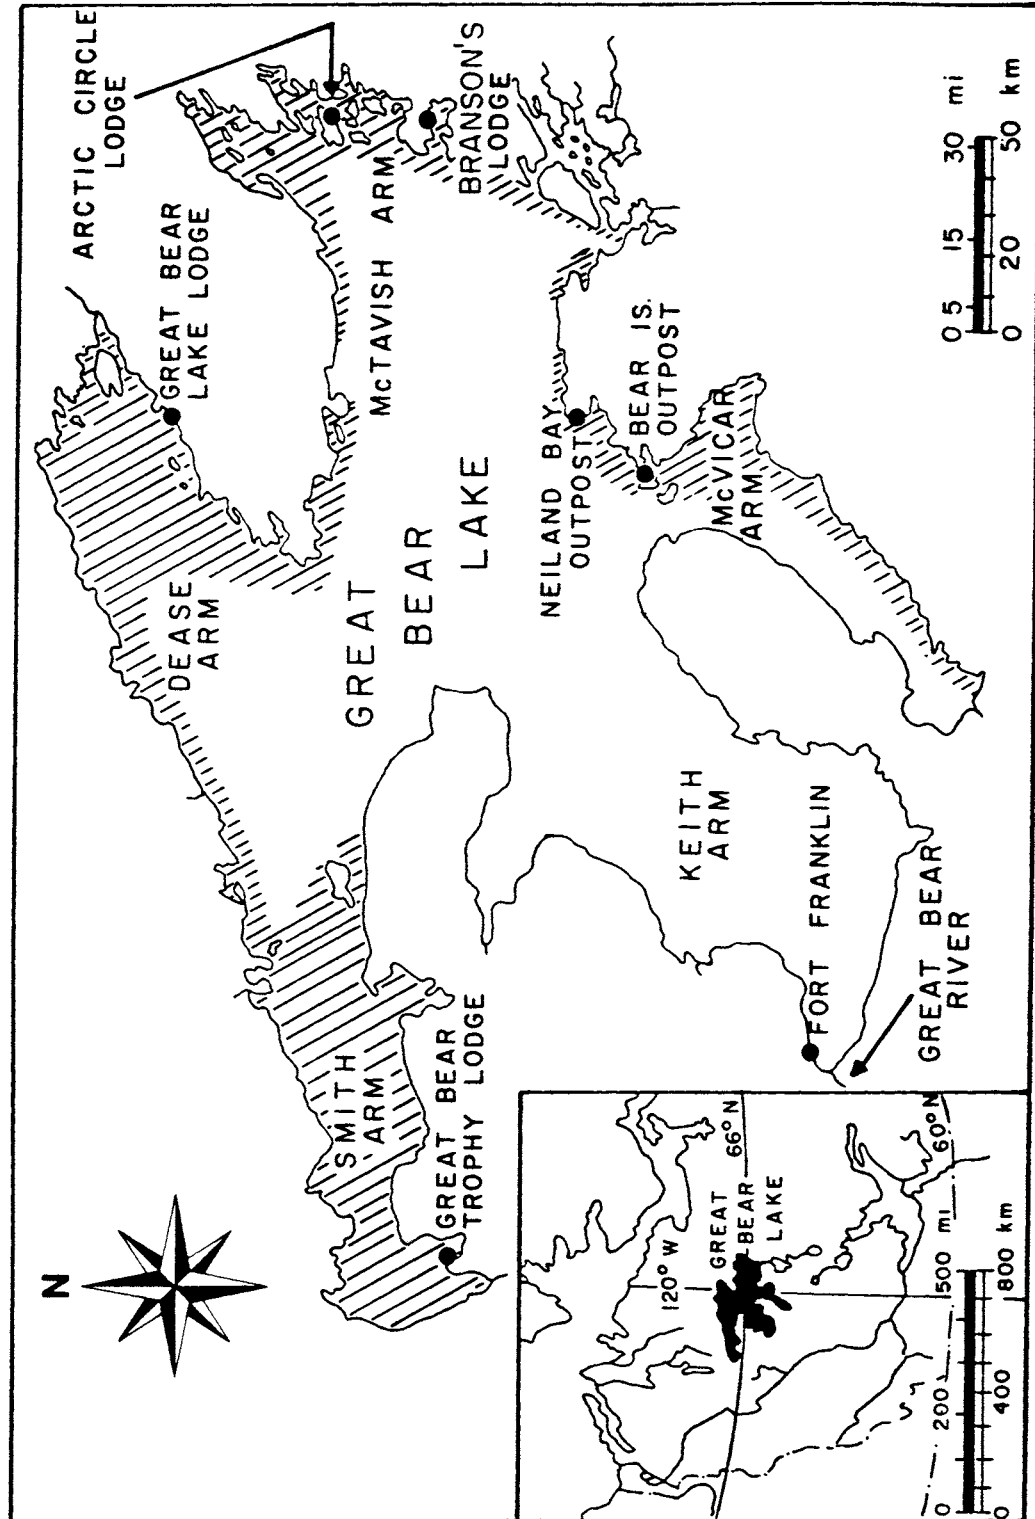 N
ARCTIC CIRCLE
LODGE
GREAT BEAR
LAKE LODGE
DEASE
ARM
McTAVISH ARM
BRANSON'S
LODGE
GREAT
BEAR
LAKE
SMITH
ARM
GREAT BEAR
TROPHY LODGE
NEILAND BAY
OUTPOST
BEAR IS.
OUTPOST
McVICAR
ARM
KEITH
ARM
FORT FRANKLIN
GREAT BEAR
RIVER
0 5 15 30 mi
0 20 50 km
120° W
GREAT
BEAR
LAKE
66° N
60° N
0 200 500 mi
0 400 800 km